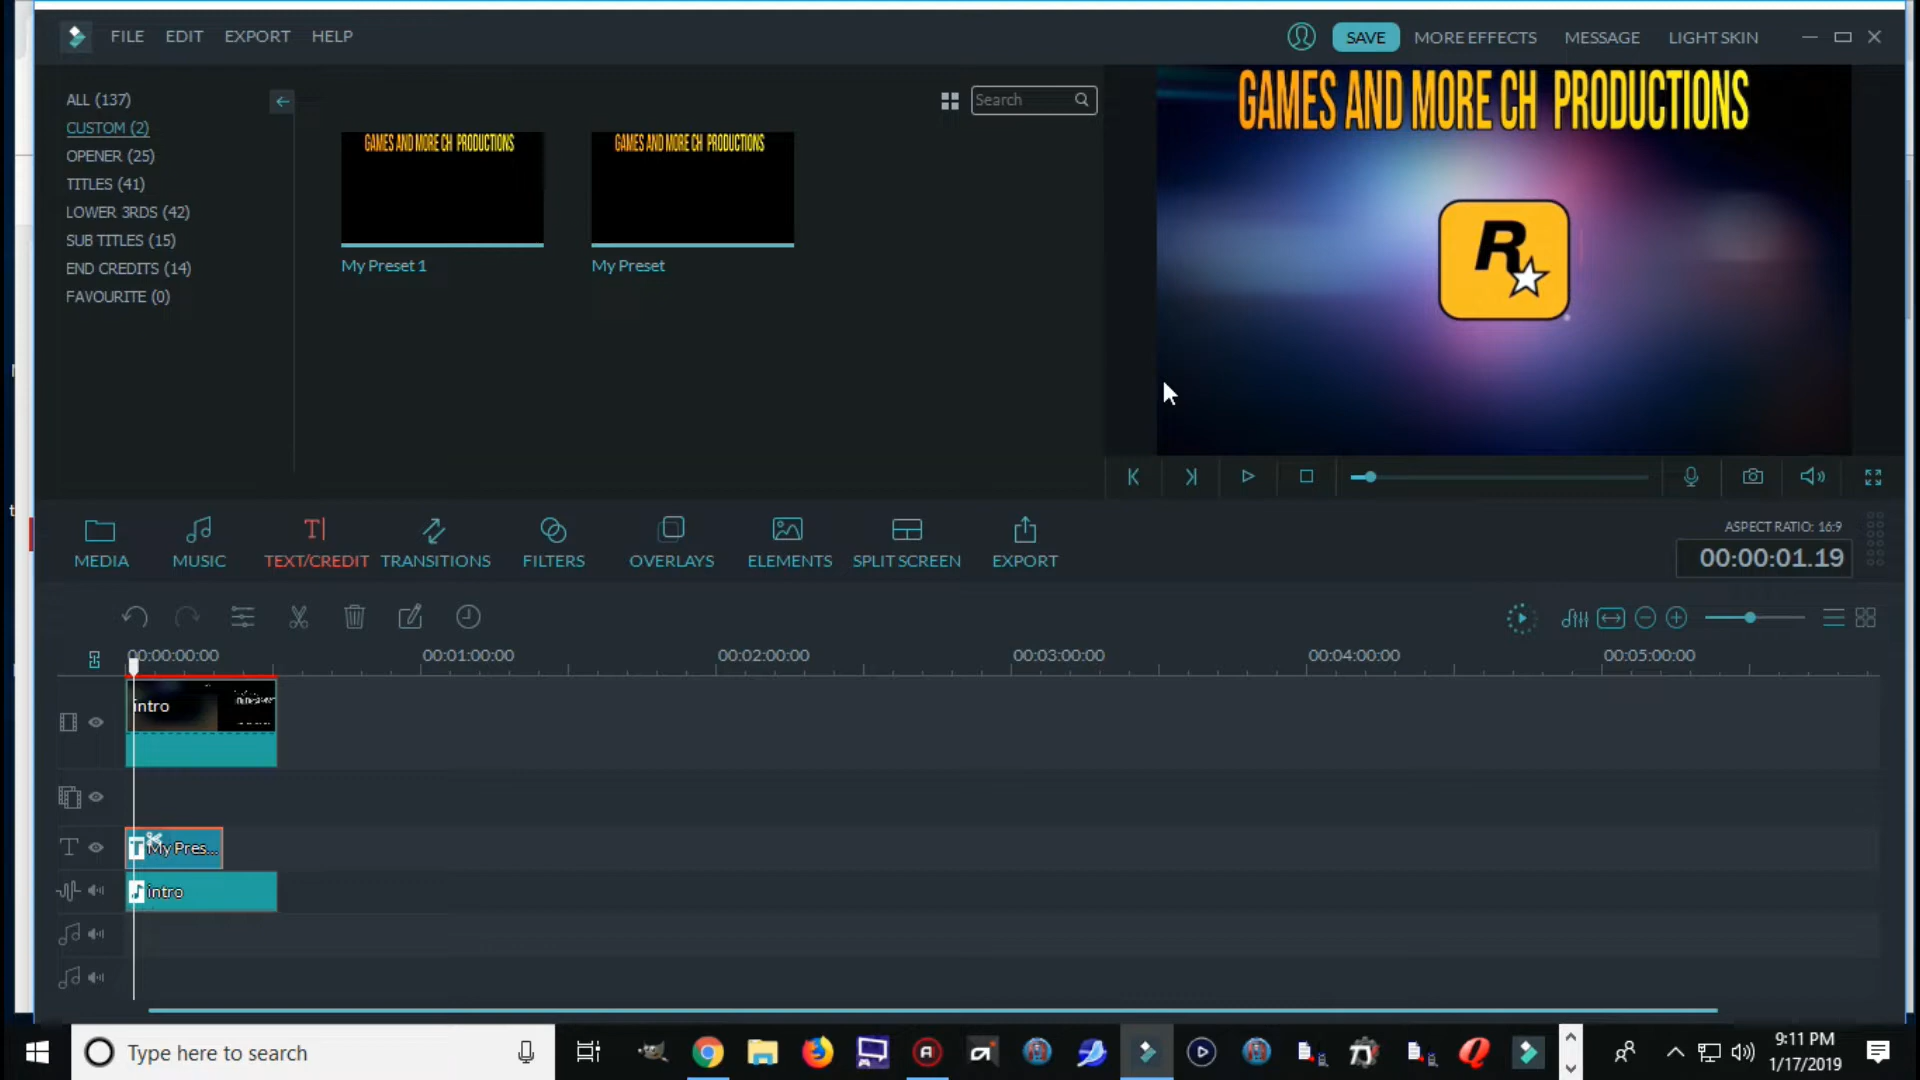 FILE EDIT EXPORT HELP
SAVE MORE EFFECTS MESSAGE LIGHT SKIN
ALL (137)
CUSTOM (2)
OPENER (25)
TITLES (41)
LOWER 3RDS (42)
SUB TITLES (15)
END CREDITS (14)
FAVOURITE (0)
Search
GAMES AND MORE CH PRODUCTIONS
GAMES AND MORE CH PRODUCTIONS
My Preset 1
My Preset
GAMES AND MORE CH PRODUCTIONS
R
MEDIA MUSIC TEXT/CREDIT TRANSITIONS FILTERS OVERLAYS ELEMENTS SPLIT SCREEN EXPORT
ASPECT RATIO: 16:9
00:00:01.19
00:00:00:00 00:01:00:00 00:02:00:00 00:03:00:00 00:04:00:00 00:05:00:00
intro
T My Pres...
intro
Type here to search
9:11 PM
1/17/2019